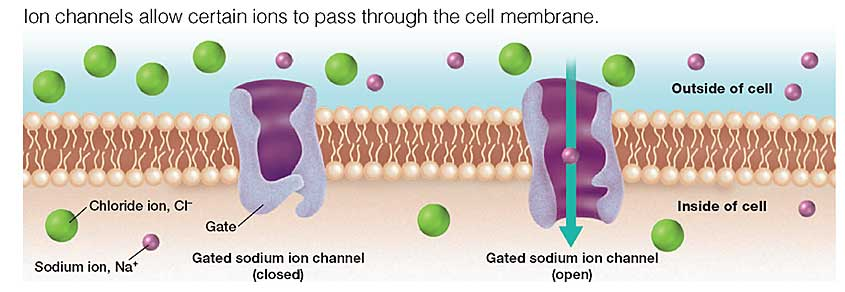 Ion channels allow certain ions to pass through the cell membrane.
Outside of cell
Chloride ion, Cl⁻
Inside of cell
Gate
Sodium ion, Na⁺
Gated sodium ion channel
(closed)
Gated sodium ion channel
(open)